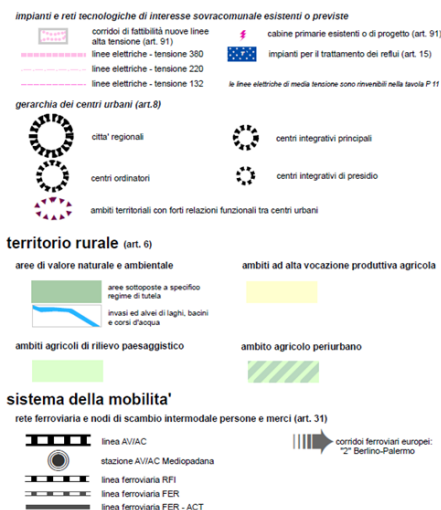 impianti e reti tecnologiche di interesse sovracomunale esistenti o previste
corridoi di fattibilità nuove linee
alta tensione (art. 91)
cabine primarie esistenti o di progetto (art. 91)
linee elettriche - tensione 380
impianti per il trattamento dei reflui (art. 15)
linee elettriche - tensione 220
linee elettriche - tensione 132
le linee elettriche di media tensione sono rinvenibili nella tavola P 11
gerarchia dei centri urbani (art.8)
citta' regionali
centri integrativi principali
centri ordinatori
centri integrativi di presidio
ambiti territoriali con forti relazioni funzionali tra centri urbani
territorio rurale (art. 6)
aree di valore naturale e ambientale
ambiti ad alta vocazione produttiva agricola
aree sottoposte a specifico
regime di tutela
invasi ed alvei di laghi, bacini
e corsi d'acqua
ambiti agricoli di rilievo paesaggistico
ambito agricolo periurbano
sistema della mobilita'
rete ferroviaria e nodi di scambio intermodale persone e merci (art. 31)
linea AV/AC
corridoi ferroviari europei:
"2" Berlino-Palermo
stazione AV/AC Mediopadana
linea ferroviaria RFI
linea ferroviaria FER
linea ferroviaria FER - ACT